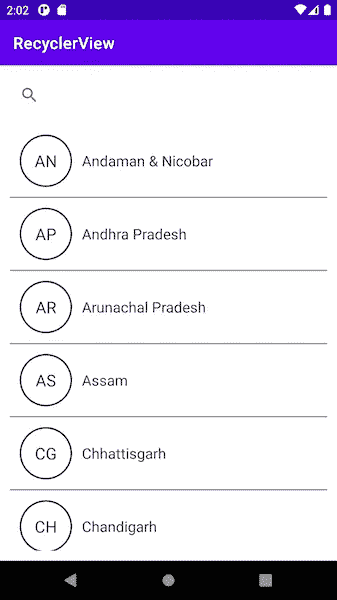 2:02
RecyclerView
AN Andaman & Nicobar
AP Andhra Pradesh
AR Arunachal Pradesh
AS Assam
CG Chhattisgarh
CH Chandigarh